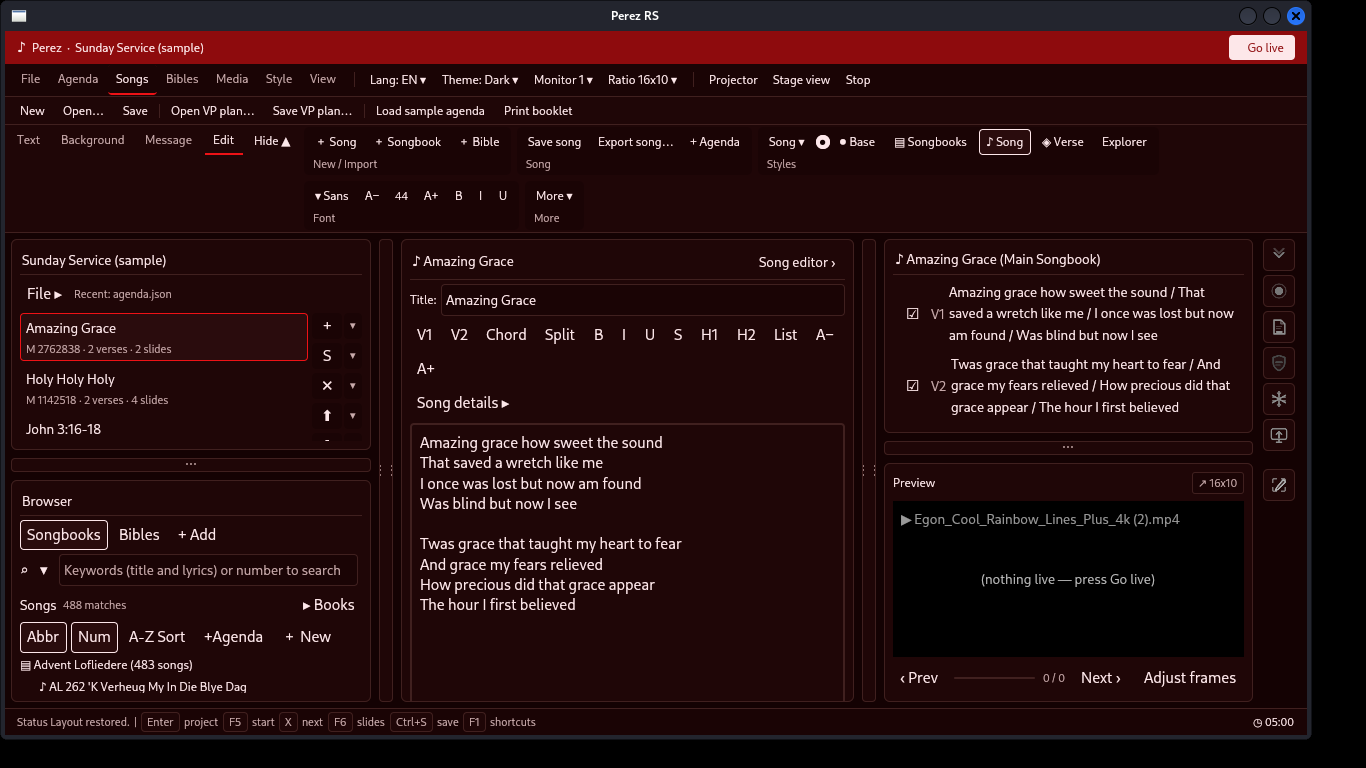 Perez RS
♪ Perez · Sunday Service (sample)
Go live
File Agenda Songs Bibles Media Style View Lang: EN ▾ Theme: Dark ▾ Monitor 1 ▾ Ratio 16x10 ▾ Projector Stage view Stop
New Open... Save Open VP plan... Save VP plan... Load sample agenda Print booklet
Text Background Message Edit Hide ▲
+ Song + Songbook + Bible
New / Import
Save song Export song... + Agenda
Song
Song ▾ ● Base ▤ Songbooks ♪ Song ◈ Verse Explorer
Styles
▾ Sans A− 44 A+ B I U
Font
More ▾
More
Sunday Service (sample)
File ▸ Recent: agenda.json
Amazing Grace
M 2762838 · 2 verses · 2 slides
Holy Holy Holy
M 1142518 · 2 verses · 4 slides
John 3:16-18
+ ▾
S
✕ ▾
⬆ ▾
Browser
Songbooks Bibles + Add
Keywords (title and lyrics) or number to search
Songs 488 matches ▸ Books
Abbr Num A-Z Sort +Agenda + New
▤ Advent Lofliedere (483 songs)
♪ AL 262 'K Verheug My In Die Blye Dag
♪ Amazing Grace
Song editor ›
Title: Amazing Grace
V1 V2 Chord Split B I U S H1 H2 List A−
A+
Song details ▸
Amazing grace how sweet the sound
That saved a wretch like me
I once was lost but now am found
Was blind but now I see
Twas grace that taught my heart to fear
And grace my fears relieved
How precious did that grace appear
The hour I first believed
♪ Amazing Grace (Main Songbook)
☑ V1 Amazing grace how sweet the sound / That
saved a wretch like me / I once was lost but now
am found / Was blind but now I see
☑ V2 Twas grace that taught my heart to fear / And
grace my fears relieved / How precious did that
grace appear / The hour I first believed
Preview ↗ 16x10
▶ Egon_Cool_Rainbow_Lines_Plus_4k (2).mp4
(nothing live — press Go live)
‹ Prev 0 / 0 Next › Adjust frames
Status Layout restored. | Enter project F5 start X next F6 slides Ctrl+S save F1 shortcuts
◷ 05:00